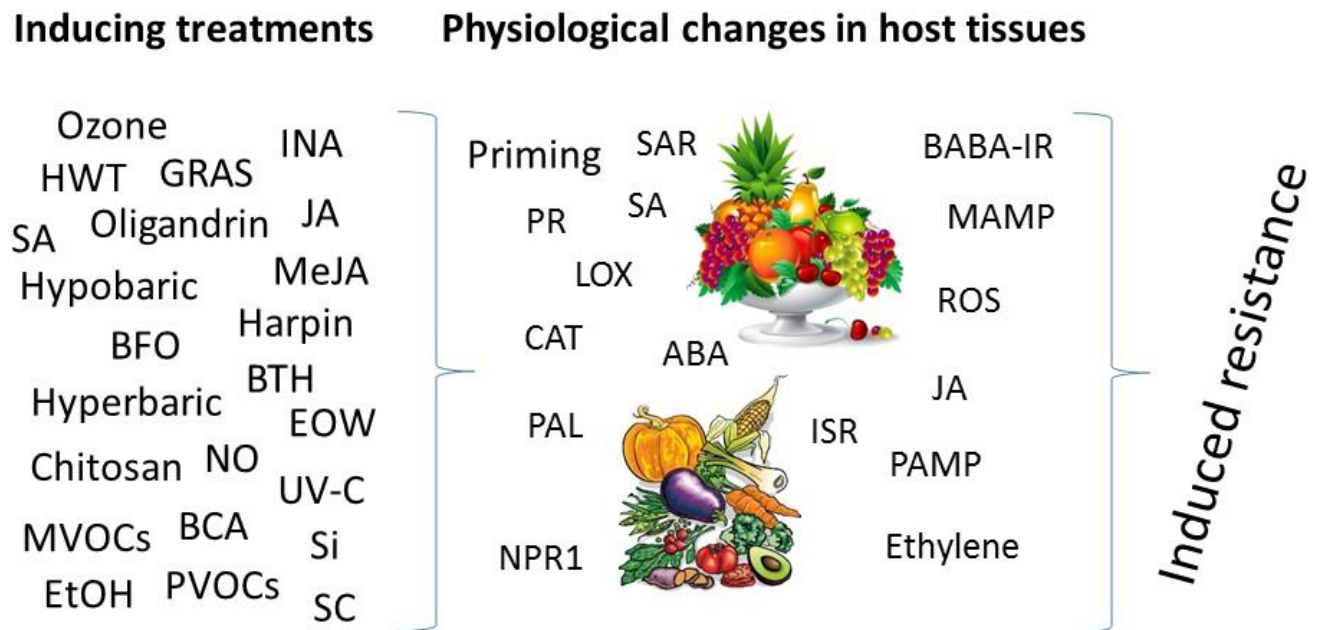 Inducing treatments
Physiological changes in host tissues
Ozone
INA
HWT
GRAS
SA
Oligandrin
JA
Hypobaric
MeJA
BFO
Harpin
Hyperbaric
BTH
EOW
Chitosan
NO
UV-C
MVOCs
BCA
Si
EtOH
PVOCs
SC
Priming
SAR
BABA-IR
PR
SA
MAMP
LOX
ROS
CAT
ABA
JA
PAL
ISR
PAMP
NPR1
Ethylene
Induced resistance